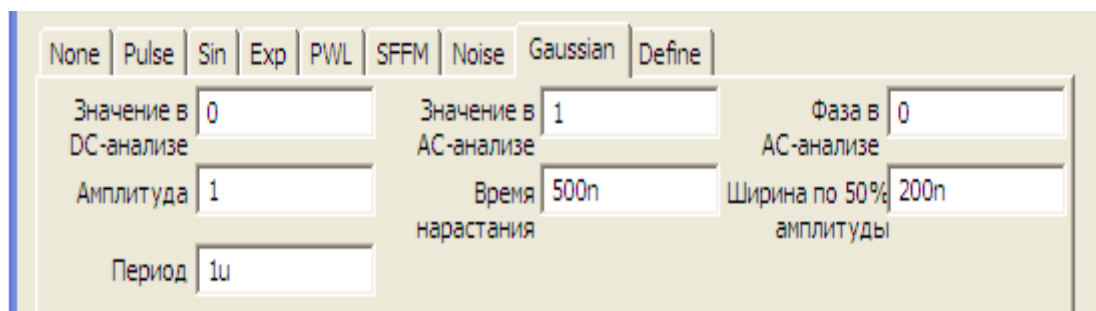 None Pulse Sin Exp PWL SFFM Noise Gaussian Define
Значение в DC-анализе 0
Значение в AC-анализе 1
Фаза в AC-анализе 0
Амплитуда 1
Время нарастания 500n
Ширина по 50% амплитуды 200n
Период 1u